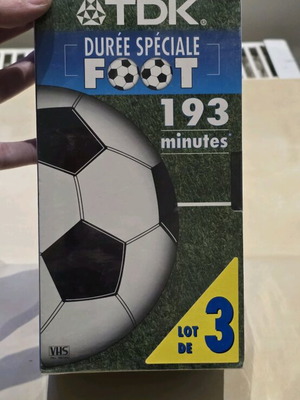 TDK®
DURÉE SPÉCIALE
FOOT
193
minutes*
LOT
DE
3
VHS